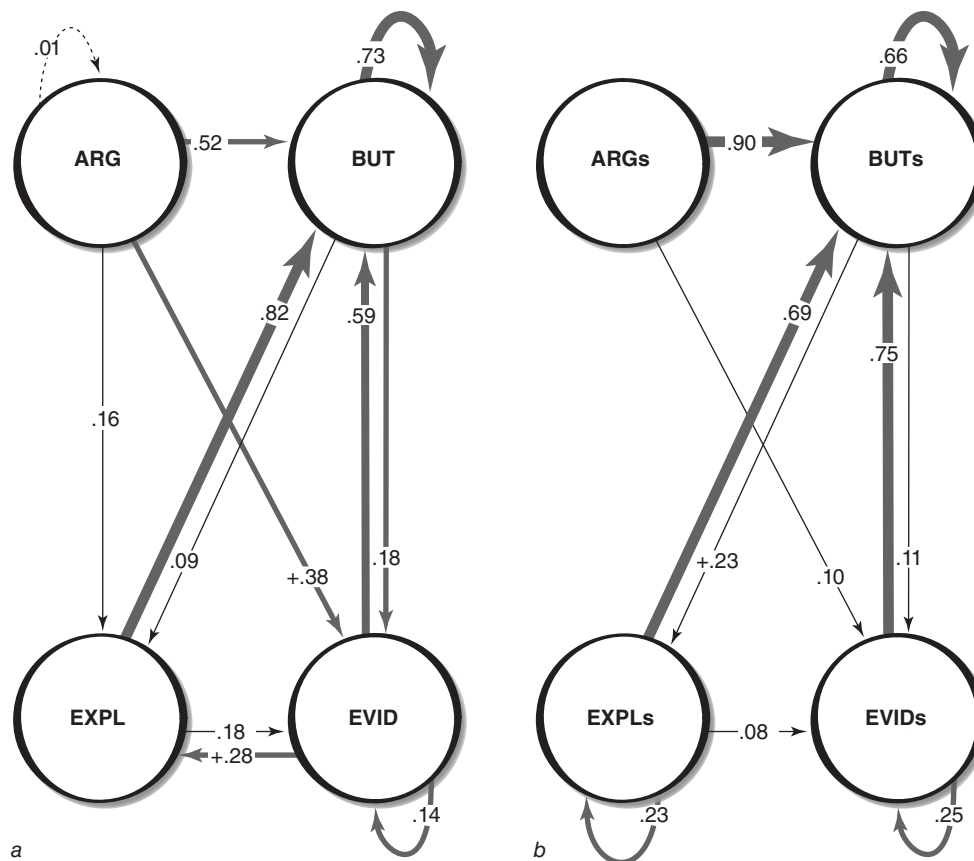 .01
.73
ARG
.52
BUT
.82
.59
.16
.09
+.38
.18
EXPL
.18
+.28
EVID
.14
a
.66
ARGs
.90
BUTs
.69
.75
+.23
.10
.11
EXPLs
.08
EVIDs
.23
.25
b